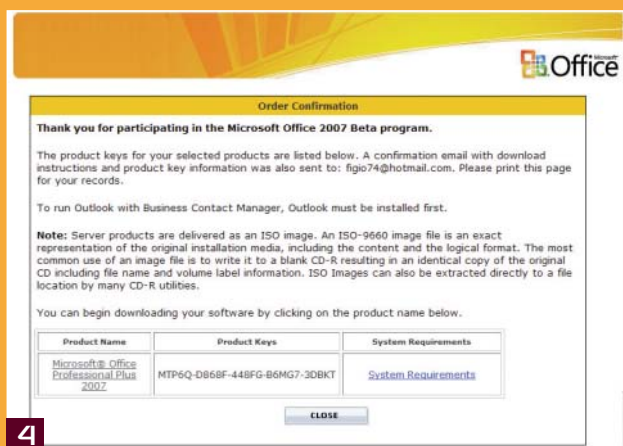 Microsoft
Office
Order Confirmation
Thank you for participating in the Microsoft Office 2007 Beta program.
The product keys for your selected products are listed below. A confirmation email with download
instructions and product key information was also sent to: figio74@hotmail.com. Please print this page
for your records.
To run Outlook with Business Contact Manager, Outlook must be installed first.
Note: Server products are delivered as an ISO image. An ISO-9660 image file is an exact
representation of the original installation media, including the content and the logical format. The most
common use of an image file is to write it to a blank CD-R resulting in an identical copy of the original
CD including file name and volume label information. ISO Images can also be extracted directly to a file
location by many CD-R utilities.
You can begin downloading your software by clicking on the product name below.
Product Name Product Keys System Requirements
Microsoft® Office
Professional Plus
2007
MTP6Q-D868F-448FG-B6MG7-3DBKT
System Requirements
CLOSE
4